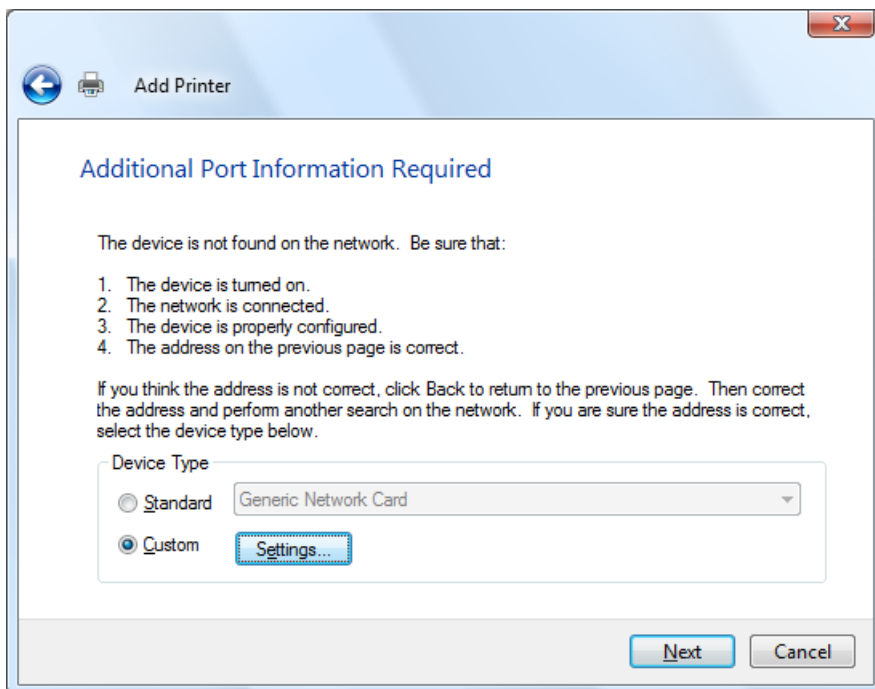 Add Printer
Additional Port Information Required
The device is not found on the network.  Be sure that:
1.  The device is turned on.
2.  The network is connected.
3.  The device is properly configured.
4.  The address on the previous page is correct.
If you think the address is not correct, click Back to return to the previous page.  Then correct
the address and perform another search on the network.  If you are sure the address is correct,
select the device type below.
Device Type
Standard Generic Network Card
Custom Settings...
Next Cancel